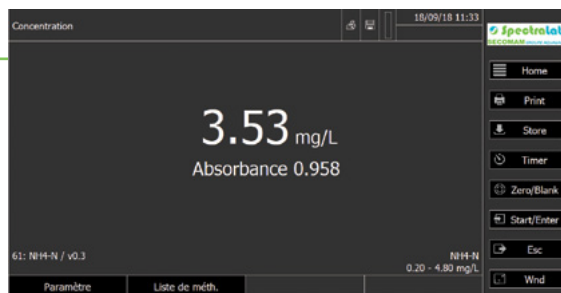 Concentration
18/09/18 11:33
Spectralab
SECOMAM
3.53 mg/L
Absorbance 0.958
61: NH4-N / v0.3
NH4-N
0.20 - 4.80 mg/L
Paramètre
Liste de méth.
Home
Print
Store
Timer
Zero/Blank
Start/Enter
Esc
Wnd